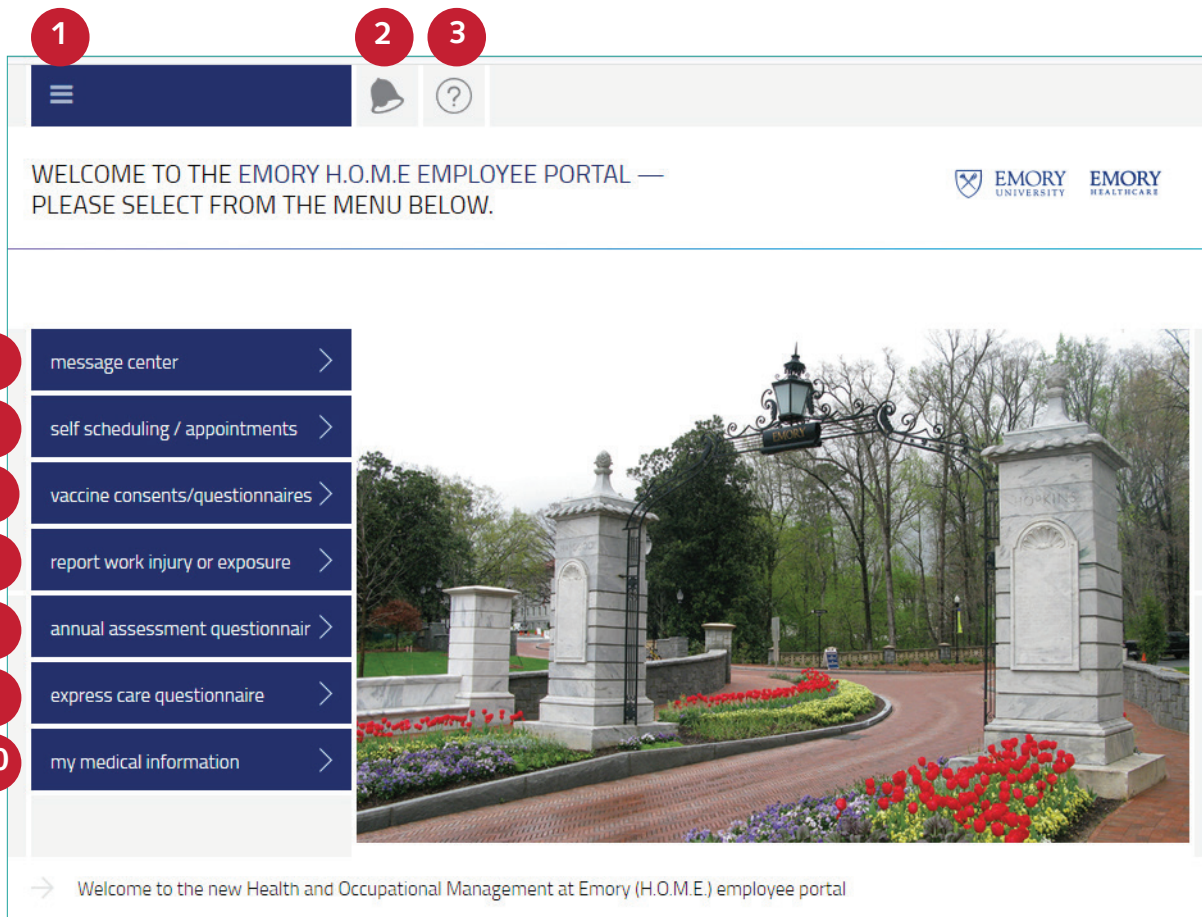 1
2
3
?
WELCOME TO THE EMORY H.O.M.E EMPLOYEE PORTAL —
PLEASE SELECT FROM THE MENU BELOW.
EMORY
UNIVERSITY
EMORY
HEALTHCARE
message center
self scheduling / appointments
vaccine consents/questionnaires
report work injury or exposure
annual assessment questionnair
express care questionnaire
0
my medical information
EMORY
HOPKINS
Welcome to the new Health and Occupational Management at Emory (H.O.M.E.) employee portal